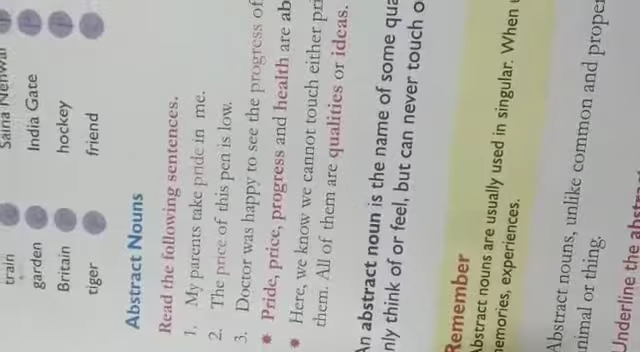 train
Saina Nehwal
garden
India Gate
Britain
hockey
tiger
friend
Abstract Nouns
Read the following sentences.
1. My parents take pride in me.
2. The price of this pen is low.
3. Doctor was happy to see the progress of
* Pride, price, progress and health are ab
* Here, we know we cannot touch either pri
them. All of them are qualities or ideas.
An abstract noun is the name of some qua
nly think of or feel, but can never touch o
Remember
Abstract nouns are usually used in singular. When u
emories, experiences.
Abstract nouns, unlike common and proper
nimal or thing.
Underline the abstract